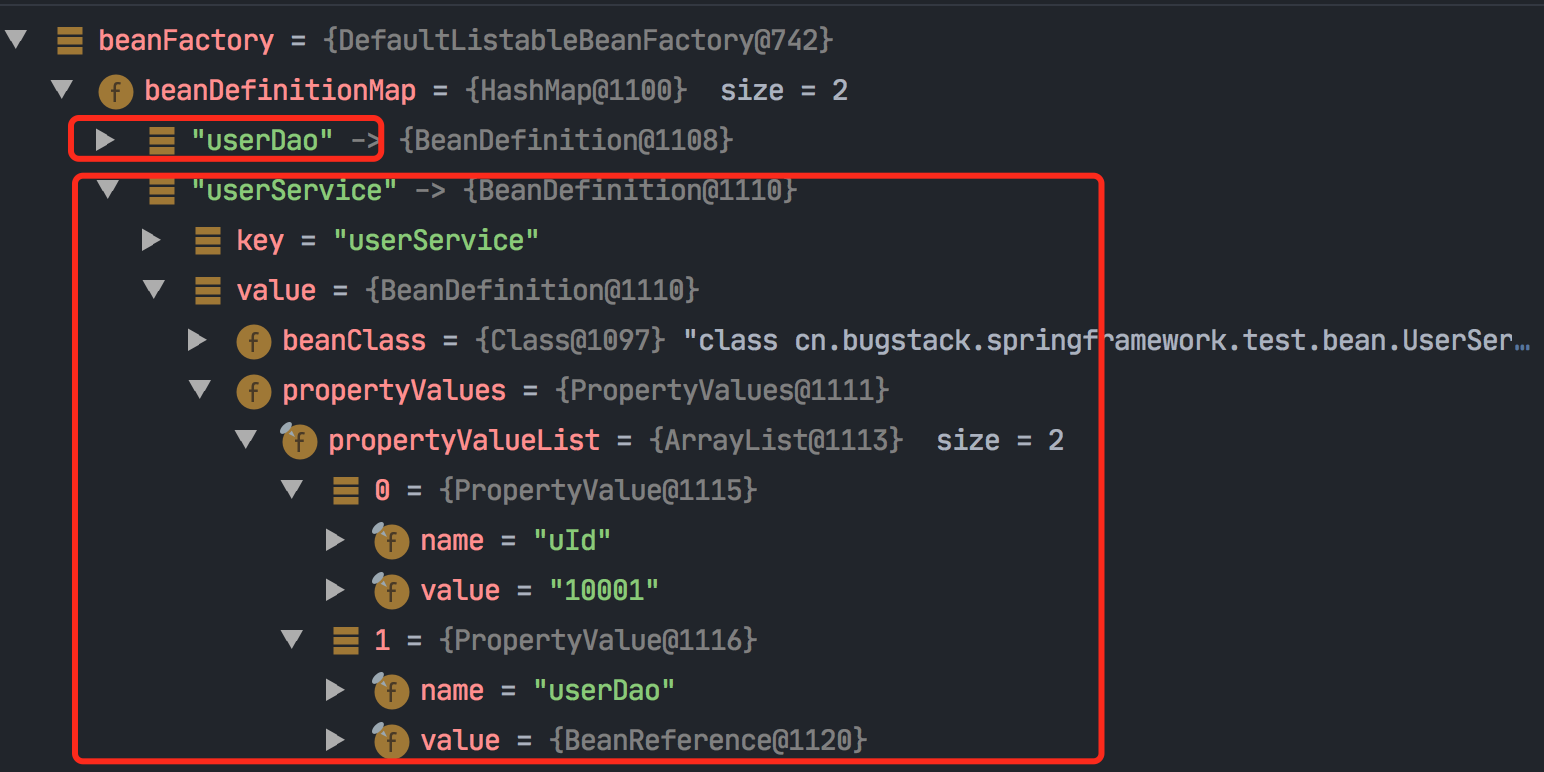 beanFactory = {DefaultListableBeanFactory@742}
f beanDefinitionMap = {HashMap@1100} size = 2
"userDao" -> {BeanDefinition@1108}
"userService" -> {BeanDefinition@1110}
key = "userService"
value = {BeanDefinition@1110}
f beanClass = {Class@1097} "class cn.bugstack.springframework.test.bean.UserSer...
f propertyValues = {PropertyValues@1111}
f propertyValueList = {ArrayList@1113} size = 2
0 = {PropertyValue@1115}
f name = "uId"
f value = "10001"
1 = {PropertyValue@1116}
f name = "userDao"
f value = {BeanReference@1120}